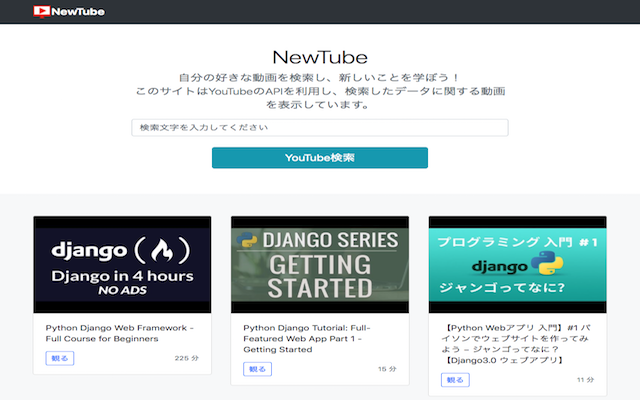 NewTube
NewTube
自分の好きな動画を検索し、新しいことを学ぼう！
このサイトはYouTubeのAPIを利用し、検索したデータに関する動画
を表示しています。
検索文字を入力してください
YouTube検索
django
Django in 4 hours
NO ADS
Python Django Web Framework -
Full Course for Beginners
観る
225 分
DJANGO SERIES
GETTING
STARTED
Python Django Tutorial: Full-
Featured Web App Part 1 -
Getting Started
観る
15 分
プログラミング 入門 #1
django
ジャンゴってなに?
【Python Webアプリ 入門】#1 パ
イソンでウェブサイトを作ってみ
よう – ジャンゴってなに？
【Django3.0 ウェブアプリ】
観る
11 分